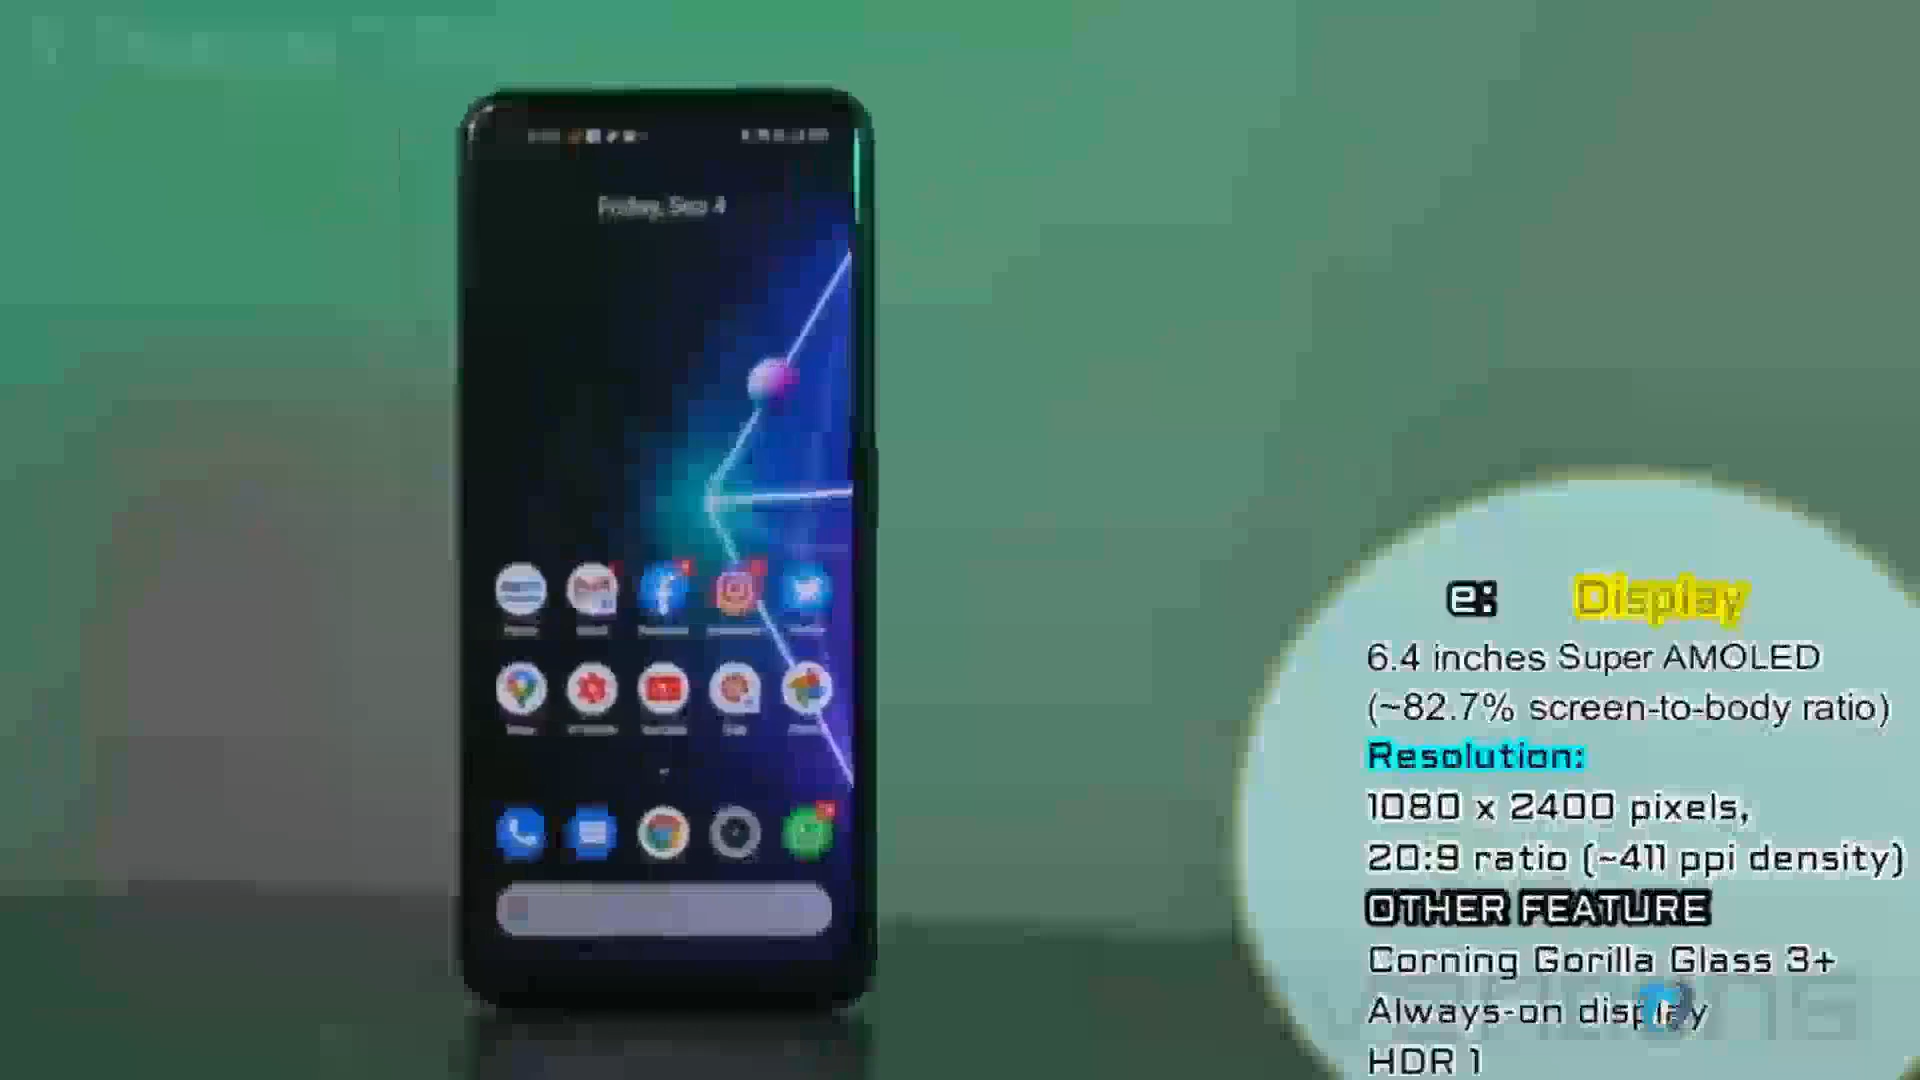 Friday, Sep 4
e: Display
6.4 inches Super AMOLED
(~82.7% screen-to-body ratio)
Resolution:
1080 x 2400 pixels,
20:9 ratio (~411 ppi density)
OTHER FEATURE
Corning Gorilla Glass 3+
Always-on display
HDR 1